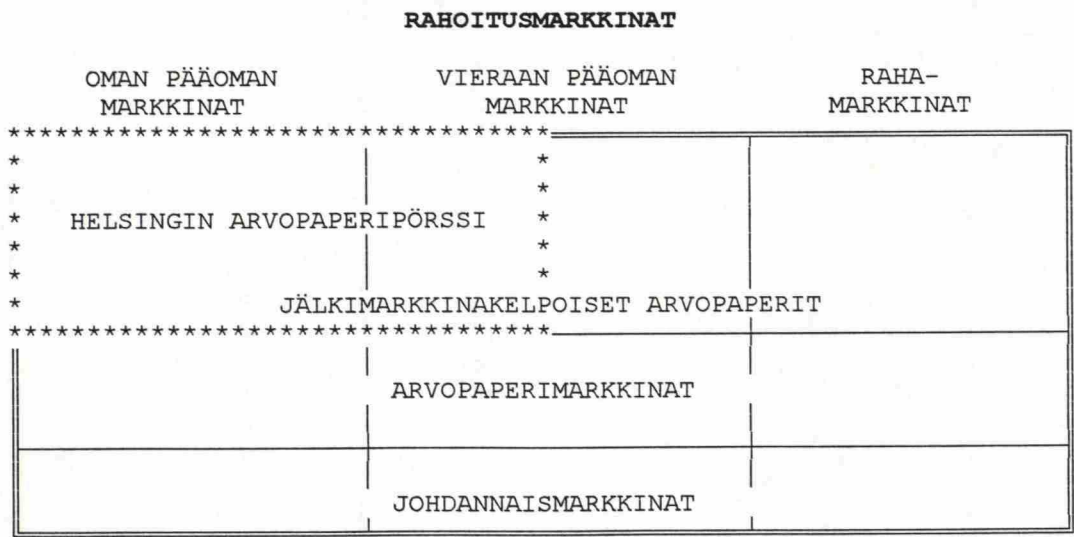 RAHOITUSMARKKINAT
OMAN PÄÄOMAN MARKKINAT
VIERAAN PÄÄOMAN MARKKINAT
RAHA-
MARKKINAT
HELSINGIN ARVOPAPERIPÖRSSI
JÄLKIMARKKINAKELPOISET ARVOPAPERIT
ARVOPAPERIMARKKINAT
JOHDANNAISMARKKINAT